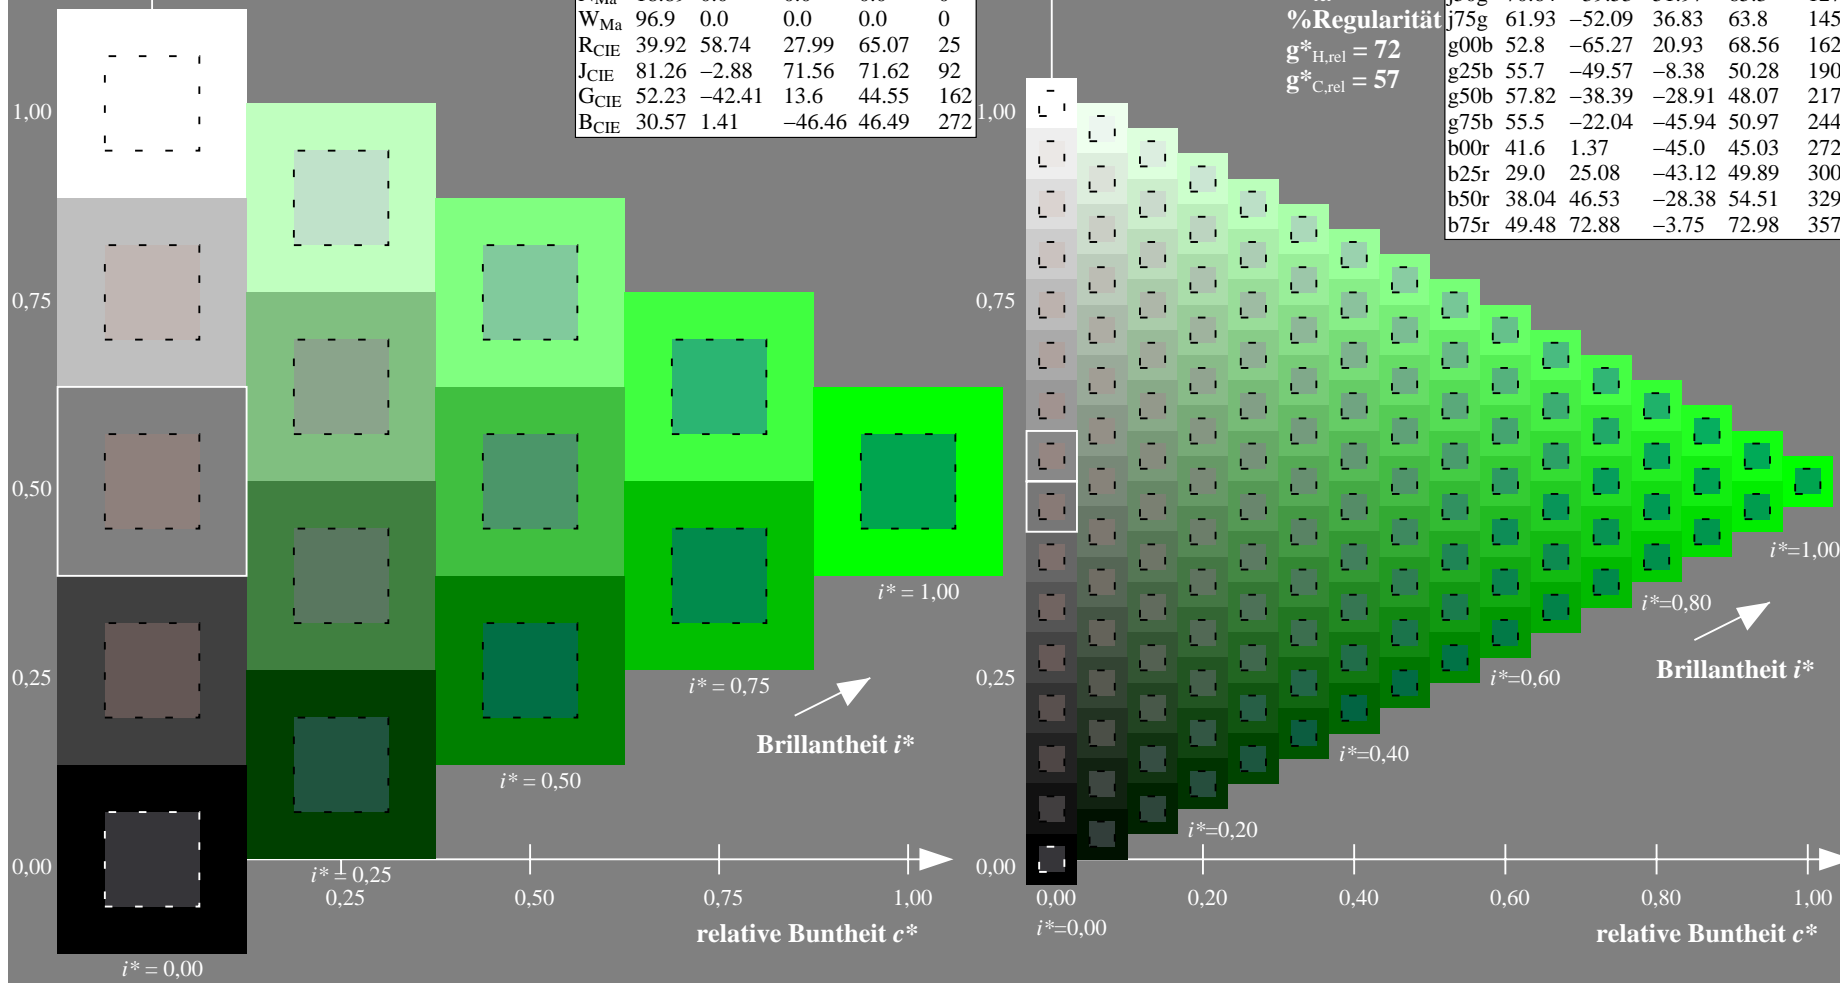 W_Ma 96.9 0.0 0.0 0.0 0
R_CIE 39.92 58.74 27.99 65.07 25
J_CIE 81.26 −2.88 71.56 71.62 92
G_CIE 52.23 −42.41 13.6 44.55 162
B_CIE 30.57 1.41 −46.46 46.49 272
1,00
0,75
0,50
0,25
0,00
i* = 1,00
i* = 0,75
Brillantheit i*
i* = 0,50
i* = 0,25
0,25 0,50 0,75 1,00
relative Buntheit c*
i* = 0,00
%Regularität
g*H,rel = 72
g*C,rel = 57
j75g 61.93 −52.09 36.83 63.8 145
g00b 52.8 −65.27 20.93 68.56 162
g25b 55.7 −49.57 −8.38 50.28 190
g50b 57.82 −38.39 −28.91 48.07 217
g75b 55.5 −22.04 −45.94 50.97 244
b00r 41.6 1.37 −45.0 45.03 272
b25r 29.0 25.08 −43.12 49.89 300
b50r 38.04 46.53 −28.38 54.51 329
b75r 49.48 72.88 −3.75 72.98 357
1,00
0,75
0,50
0,25
0,00
i*=1,00
i*=0,80
Brillantheit i*
i*=0,60
i*=0,40
i*=0,20
0,00 0,20 0,40 0,60 0,80 1,00
i*=0,00
relative Buntheit c*